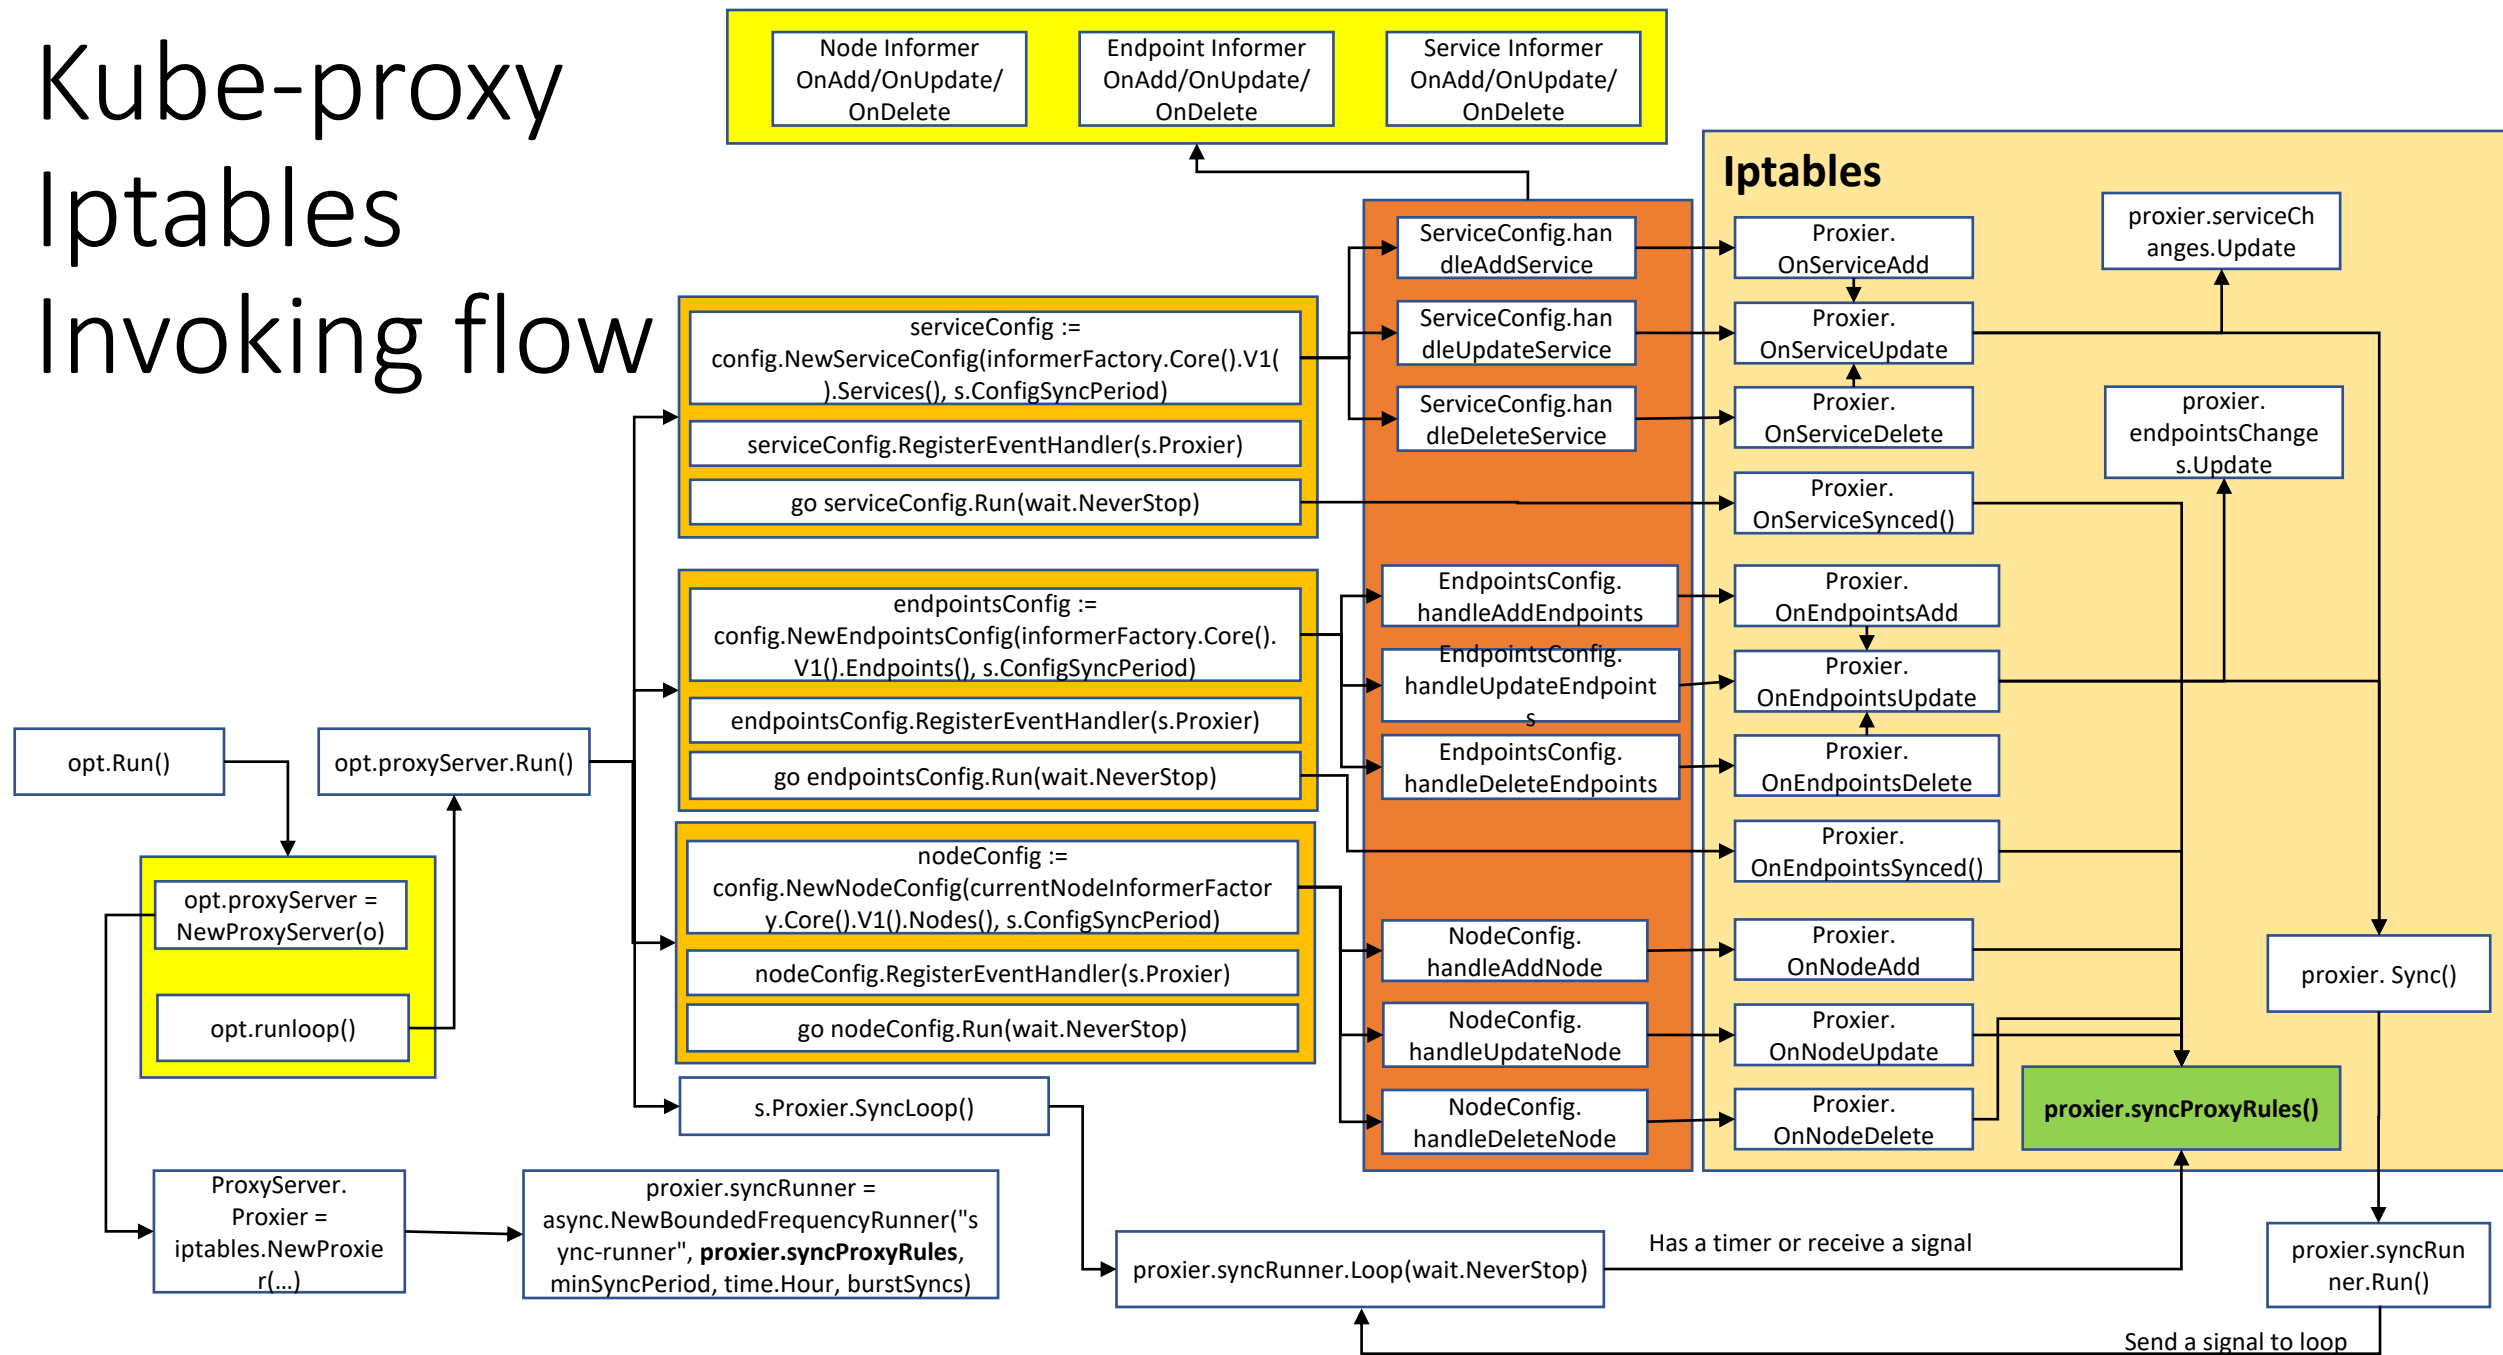 Kube-proxy
Iptables
Invoking flow
Node Informer
OnAdd/OnUpdate/
OnDelete
Endpoint Informer
OnAdd/OnUpdate/
OnDelete
Service Informer
OnAdd/OnUpdate/
OnDelete
Iptables
ServiceConfig.han
dleAddService
ServiceConfig.han
dleUpdateService
ServiceConfig.han
dleDeleteService
Proxier.
OnServiceAdd
Proxier.
OnServiceUpdate
Proxier.
OnServiceDelete
Proxier.
OnServiceSynced()
proxier.serviceCh
anges.Update
proxier.
endpointsChange
s.Update
serviceConfig :=
config.NewServiceConfig(informerFactory.Core().V1(
).Services(), s.ConfigSyncPeriod)
serviceConfig.RegisterEventHandler(s.Proxier)
go serviceConfig.Run(wait.NeverStop)
endpointsConfig :=
config.NewEndpointsConfig(informerFactory.Core().
V1().Endpoints(), s.ConfigSyncPeriod)
endpointsConfig.RegisterEventHandler(s.Proxier)
go endpointsConfig.Run(wait.NeverStop)
EndpointsConfig.
handleAddEndpoints
EndpointsConfig.
handleUpdateEndpoint
s
EndpointsConfig.
handleDeleteEndpoints
Proxier.
OnEndpointsAdd
Proxier.
OnEndpointsUpdate
Proxier.
OnEndpointsDelete
Proxier.
OnEndpointsSynced()
opt.Run()
opt.proxyServer.Run()
opt.proxyServer =
NewProxyServer(o)
opt.runloop()
nodeConfig :=
config.NewNodeConfig(currentNodeInformerFactor
y.Core().V1().Nodes(), s.ConfigSyncPeriod)
nodeConfig.RegisterEventHandler(s.Proxier)
go nodeConfig.Run(wait.NeverStop)
NodeConfig.
handleAddNode
NodeConfig.
handleUpdateNode
NodeConfig.
handleDeleteNode
Proxier.
OnNodeAdd
Proxier.
OnNodeUpdate
Proxier.
OnNodeDelete
proxier. Sync()
proxier.syncProxyRules()
s.Proxier.SyncLoop()
ProxyServer.
Proxier =
iptables.NewProxie
r(...)
proxier.syncRunner =
async.NewBoundedFrequencyRunner("s
ync-runner", proxier.syncProxyRules,
minSyncPeriod, time.Hour, burstSyncs)
proxier.syncRunner.Loop(wait.NeverStop)
Has a timer or receive a signal
proxier.syncRun
ner.Run()
Send a signal to loop